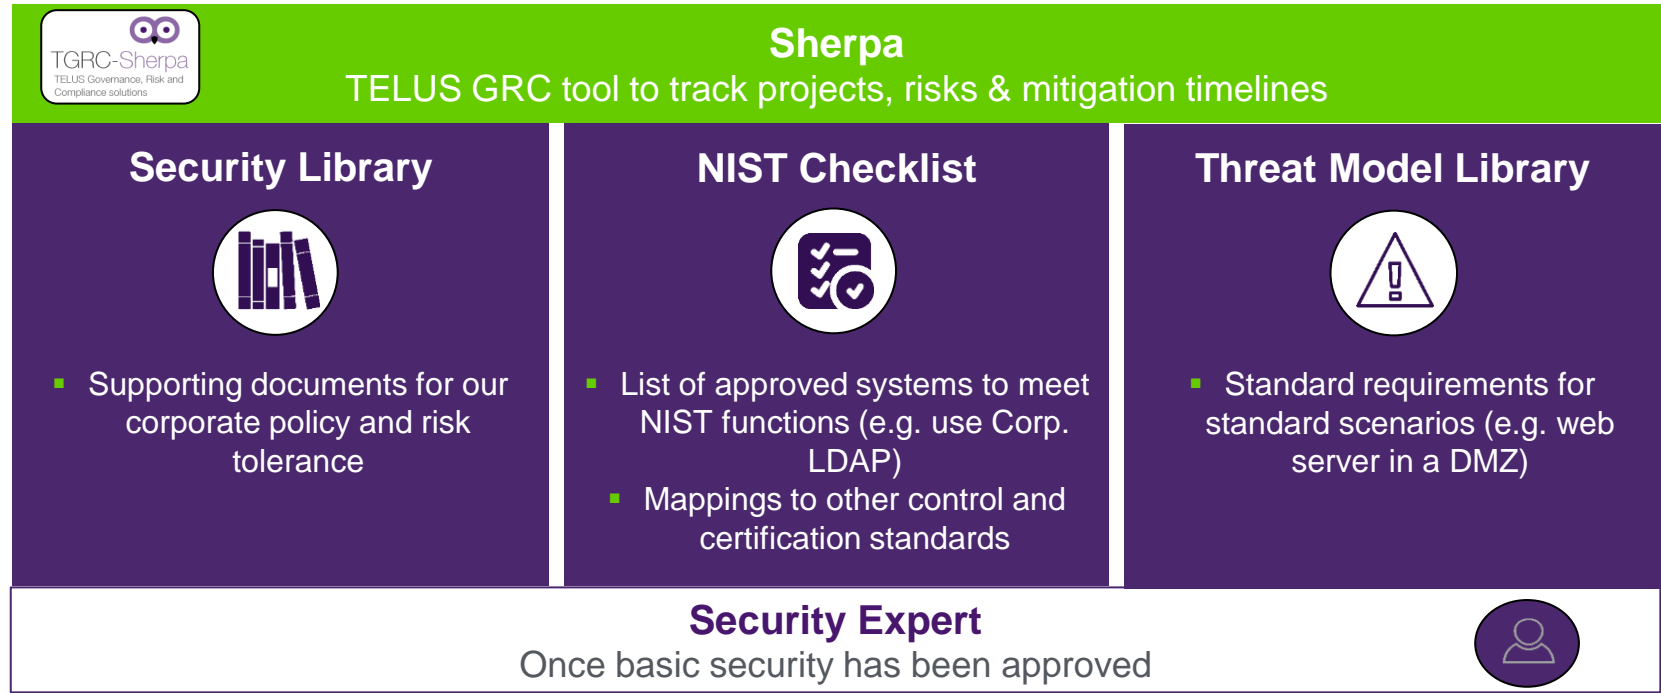 TGRC-Sherpa
TELUS Governance, Risk and
Compliance solutions
Sherpa
TELUS GRC tool to track projects, risks & mitigation timelines
Security Library
▪ Supporting documents for our
corporate policy and risk
tolerance
NIST Checklist
▪ List of approved systems to meet
NIST functions (e.g. use Corp.
LDAP)
▪ Mappings to other control and
certification standards
Threat Model Library
▪ Standard requirements for
standard scenarios (e.g. web
server in a DMZ)
Security Expert
Once basic security has been approved